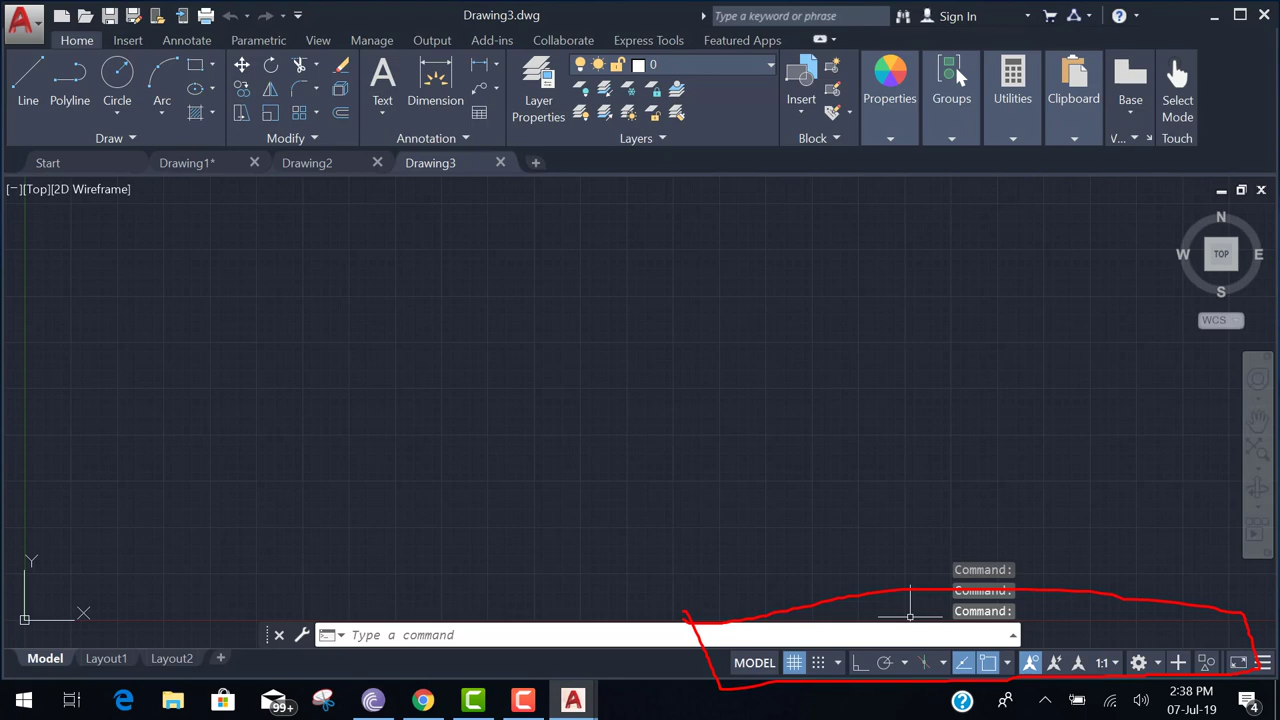 Drawing3.dwg
Type a keyword or phrase
Sign In
Home Insert Annotate Parametric View Manage Output Add-ins Collaborate Express Tools Featured Apps
0
Line Polyline Circle Arc Text Dimension Layer Properties Insert Properties Groups Utilities Clipboard Base Select Mode
Draw Modify Annotation Layers Block V... Touch
Start Drawing1* Drawing2 Drawing3
[−][Top][2D Wireframe]
N
W TOP E
S
WCS
Y
X
Command:
Command:
Command:
Type a command
Model Layout1 Layout2 MODEL 1:1
99+
2:38 PM
07-Jul-19
4